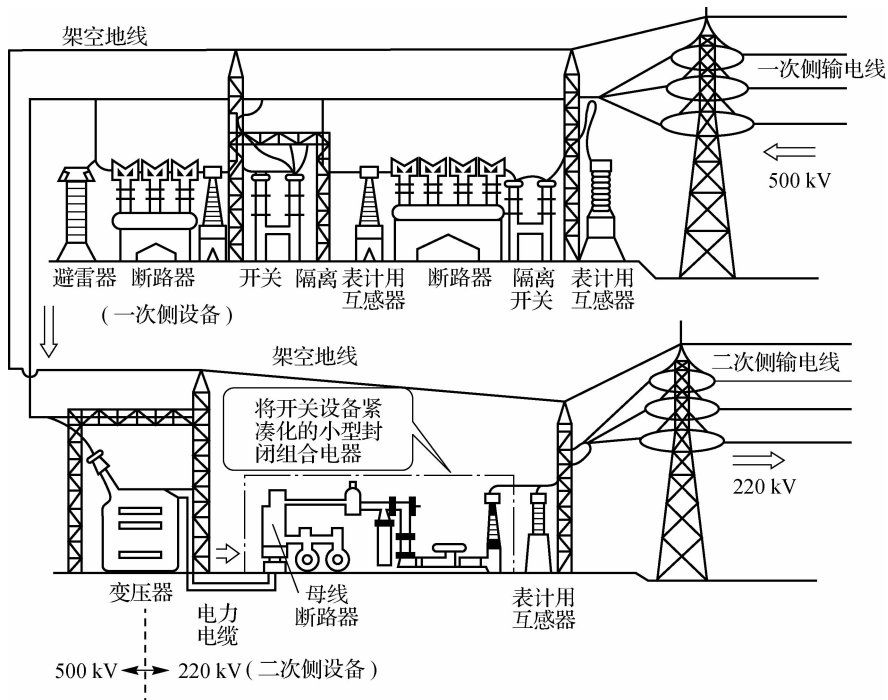 架空地线
一次侧输电线
500 kV
避雷器
断路器
开关
隔离
表计用
互感器
断路器
隔离
开关
表计用
互感器
(一次侧设备)
架空地线
二次侧输电线
将开关设备紧
凑化的小型封
闭组合电器
220 kV
变压器
电力
电缆
母线
断路器
表计用
互感器
500 kV
220 kV(二次侧设备)